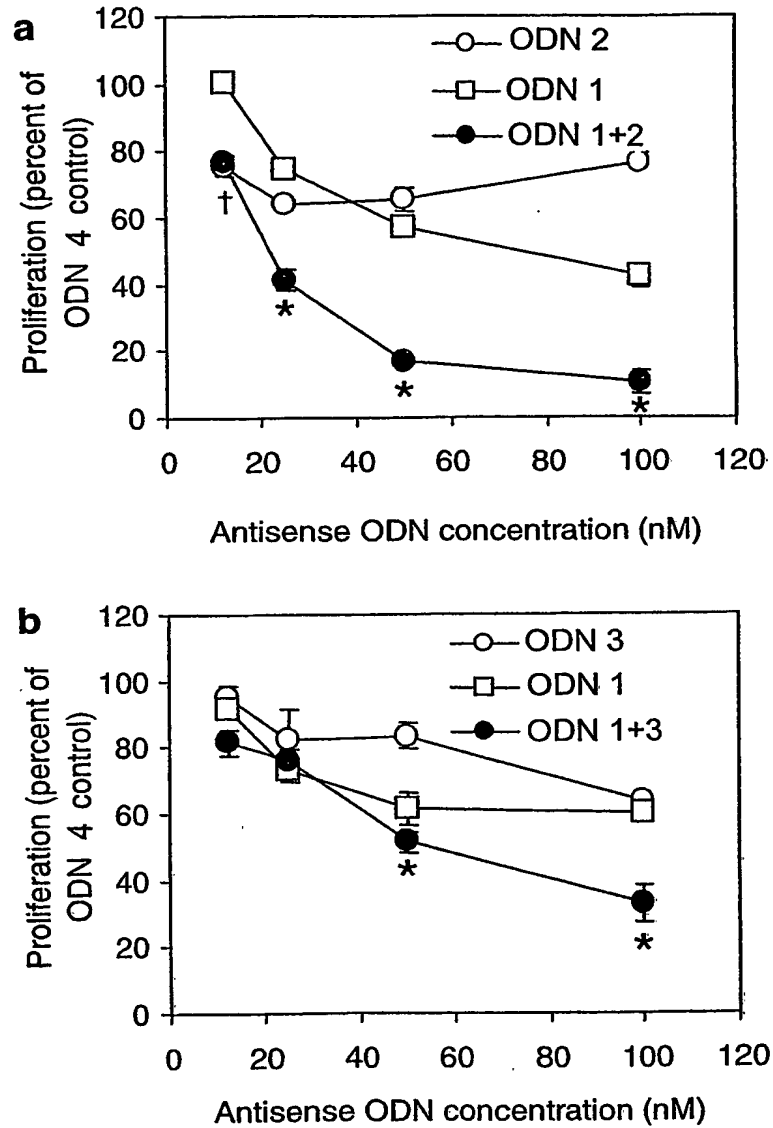 a
Proliferation (percent of
ODN 4 control)
120
100
80
60
40
20
0
ODN 2
ODN 1
ODN 1+2
†
*
*
*
0 20 40 60 80 100 120
Antisense ODN concentration (nM)
b
Proliferation (percent of
ODN 4 control)
120
100
80
60
40
20
0
ODN 3
ODN 1
ODN 1+3
*
*
0 20 40 60 80 100 120
Antisense ODN concentration (nM)